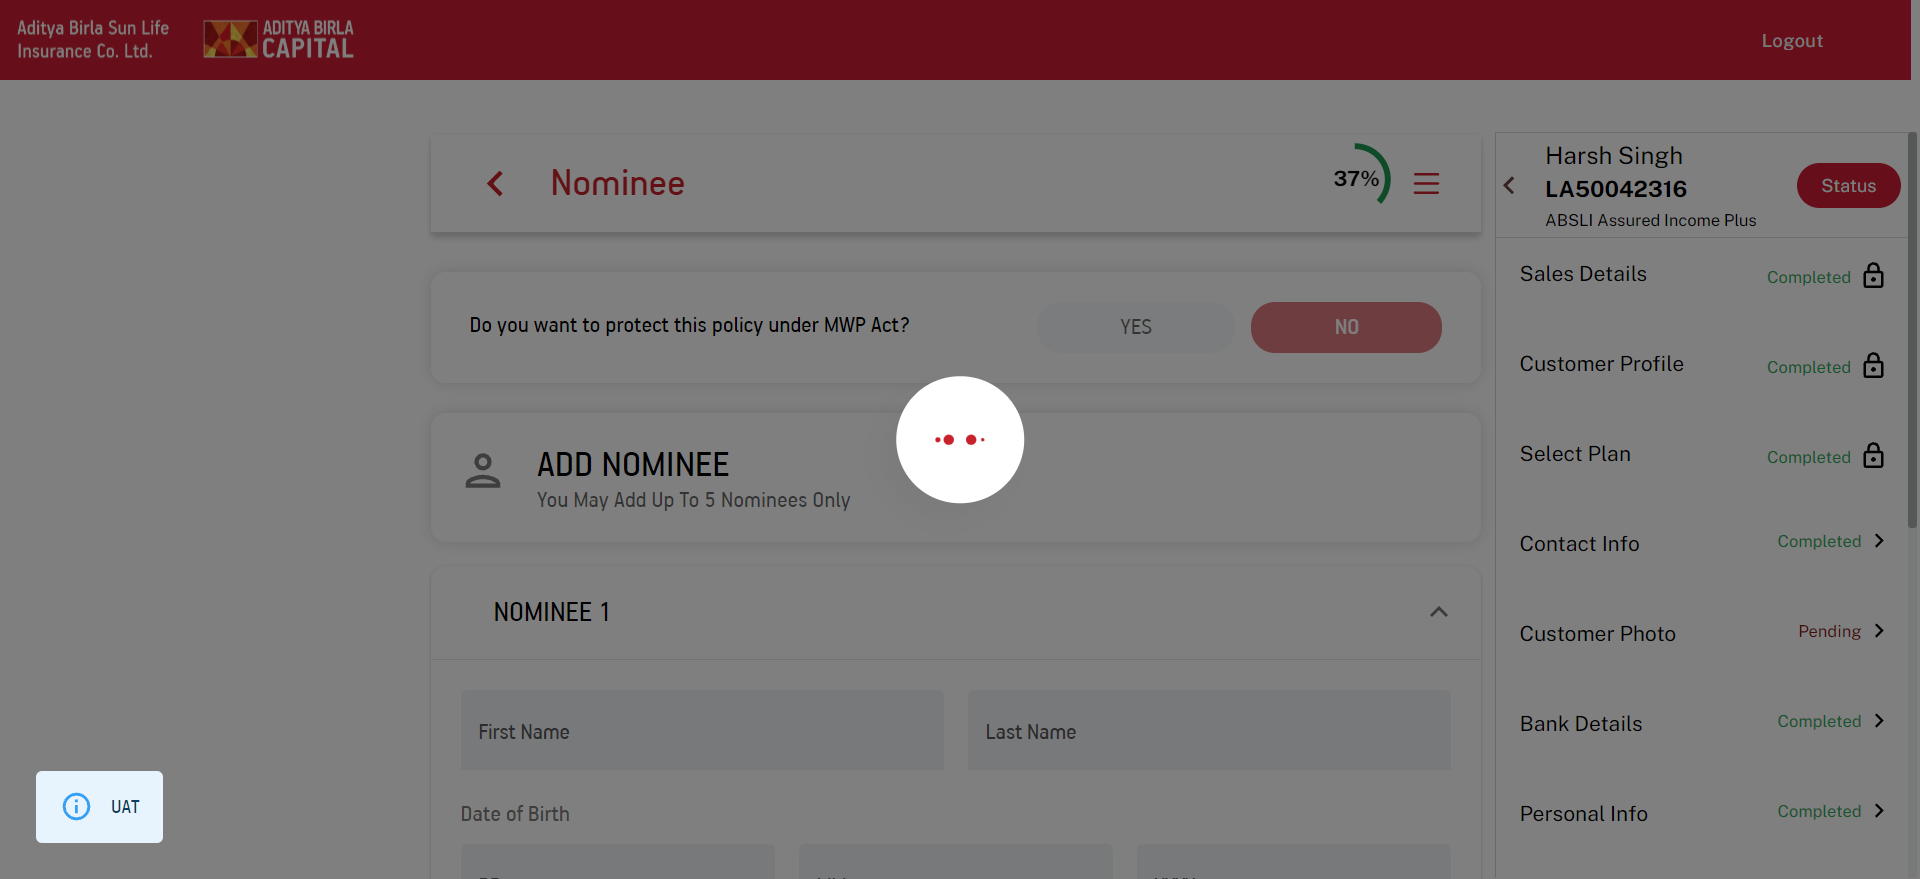 Aditya Birla Sun Life
Insurance Co. Ltd.
ADITYA BIRLA
CAPITAL
Logout
Nominee
37%
Do you want to protect this policy under MWP Act?
YES
NO
ADD NOMINEE
You May Add Up To 5 Nominees Only
NOMINEE 1
First Name
Last Name
Date of Birth
UAT
Harsh Singh
LA50042316
ABSLI Assured Income Plus
Status
Sales Details
Completed
Customer Profile
Completed
Select Plan
Completed
Contact Info
Completed
Customer Photo
Pending
Bank Details
Completed
Personal Info
Completed